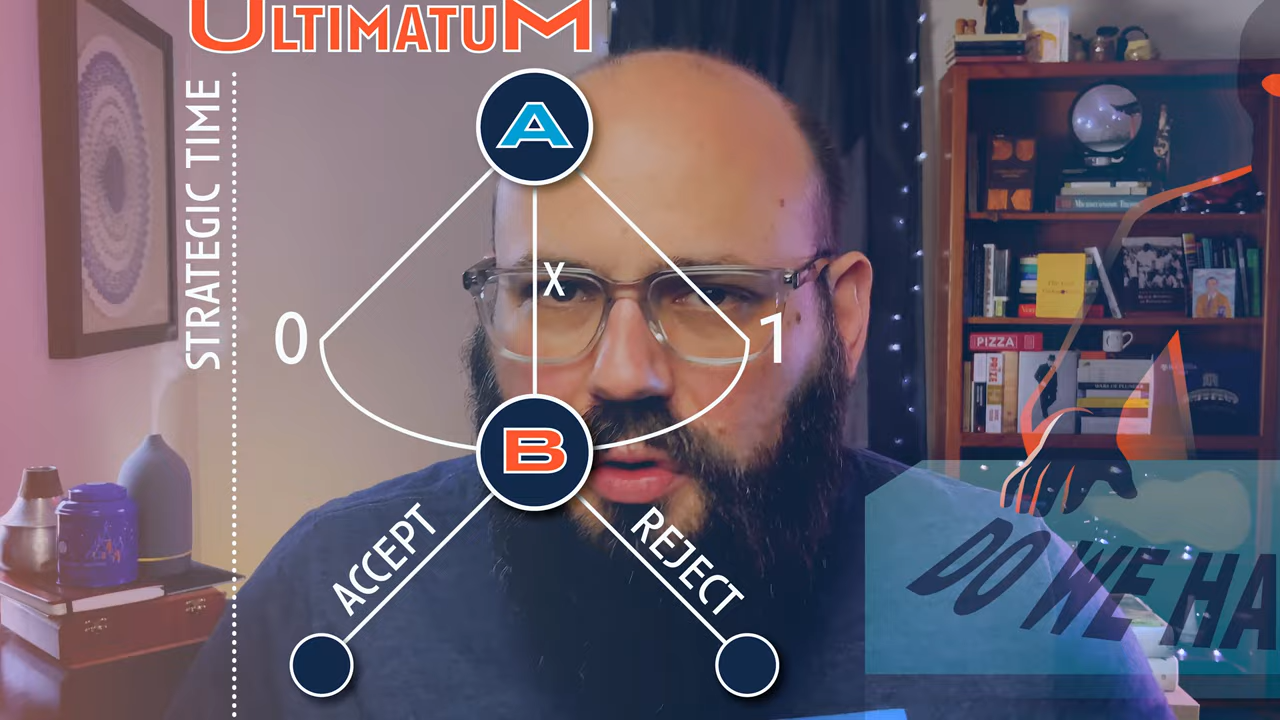 ULTIMATUM
STRATEGIC TIME
A
X
0
1
B
ACCEPT
REJECT
PIZZA
DO WE HA